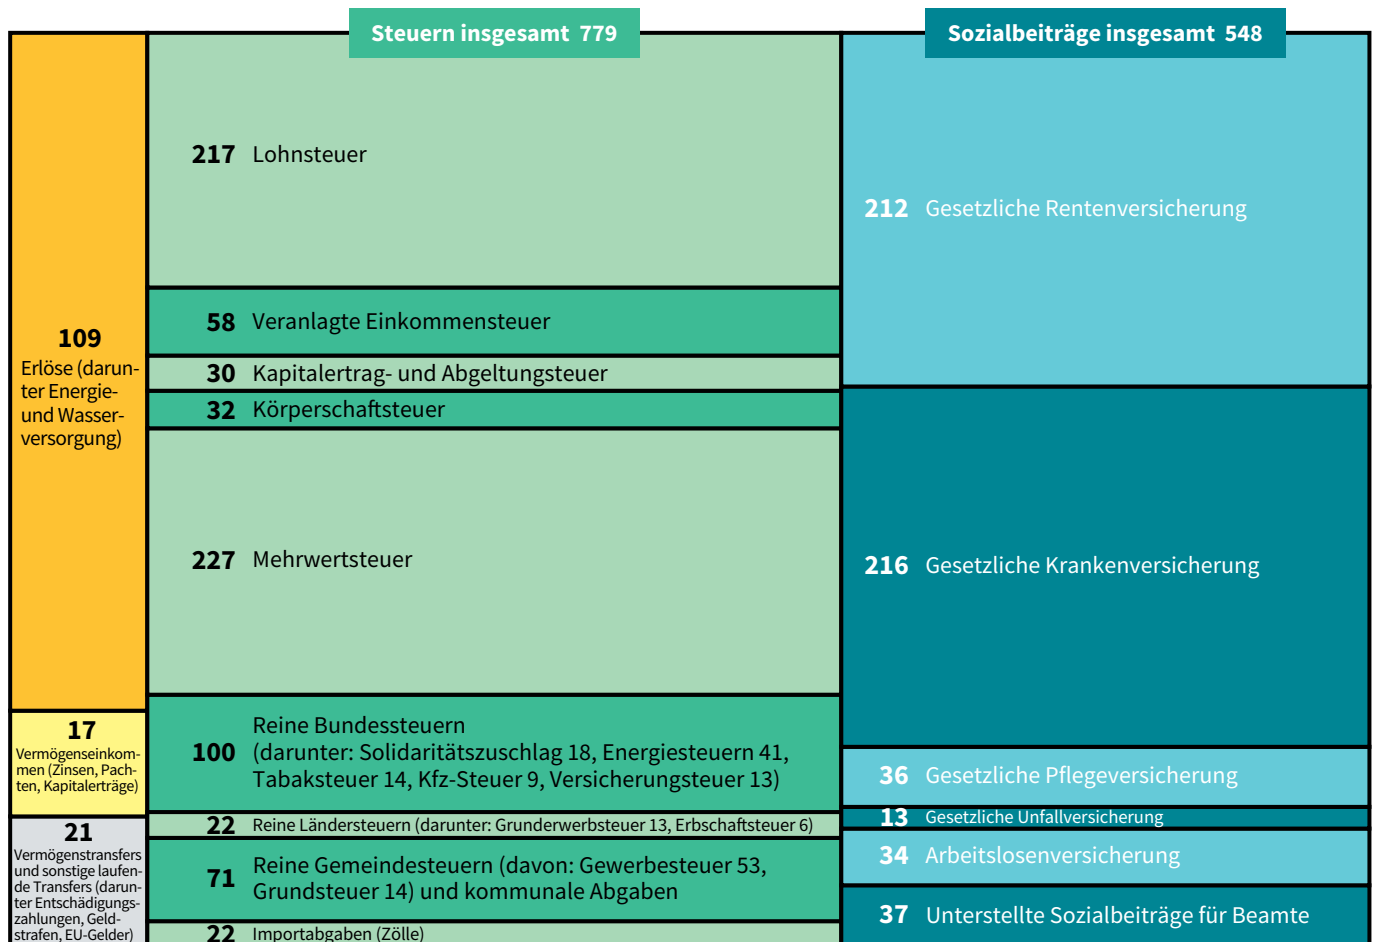 Steuern insgesamt 779
Sozialbeiträge insgesamt 548
109
Erlöse (darun-
ter Energie-
und Wasser-
versorgung)
17
Vermögenseinkom-
men (Zinsen, Pach-
ten, Kapitalerträge)
21
Vermögenstransfers
und sonstige laufen-
de Transfers (darun-
ter Entschädigungs-
zahlungen, Geld-
strafen, EU-Gelder)
217 Lohnsteuer
58 Veranlagte Einkommensteuer
30 Kapitalertrag- und Abgeltungsteuer
32 Körperschaftsteuer
227 Mehrwertsteuer
Reine Bundessteuern
100 (darunter: Solidaritätszuschlag 18, Energiesteuern 41,
Tabaksteuer 14, Kfz-Steuer 9, Versicherungsteuer 13)
22 Reine Ländersteuern (darunter: Grunderwerbsteuer 13, Erbschaftsteuer 6)
71 Reine Gemeindesteuern (davon: Gewerbesteuer 53,
Grundsteuer 14) und kommunale Abgaben
22 Importabgaben (Zölle)
212 Gesetzliche Rentenversicherung
216 Gesetzliche Krankenversicherung
36 Gesetzliche Pflegeversicherung
13 Gesetzliche Unfallversicherung
34 Arbeitslosenversicherung
37 Unterstellte Sozialbeiträge für Beamte